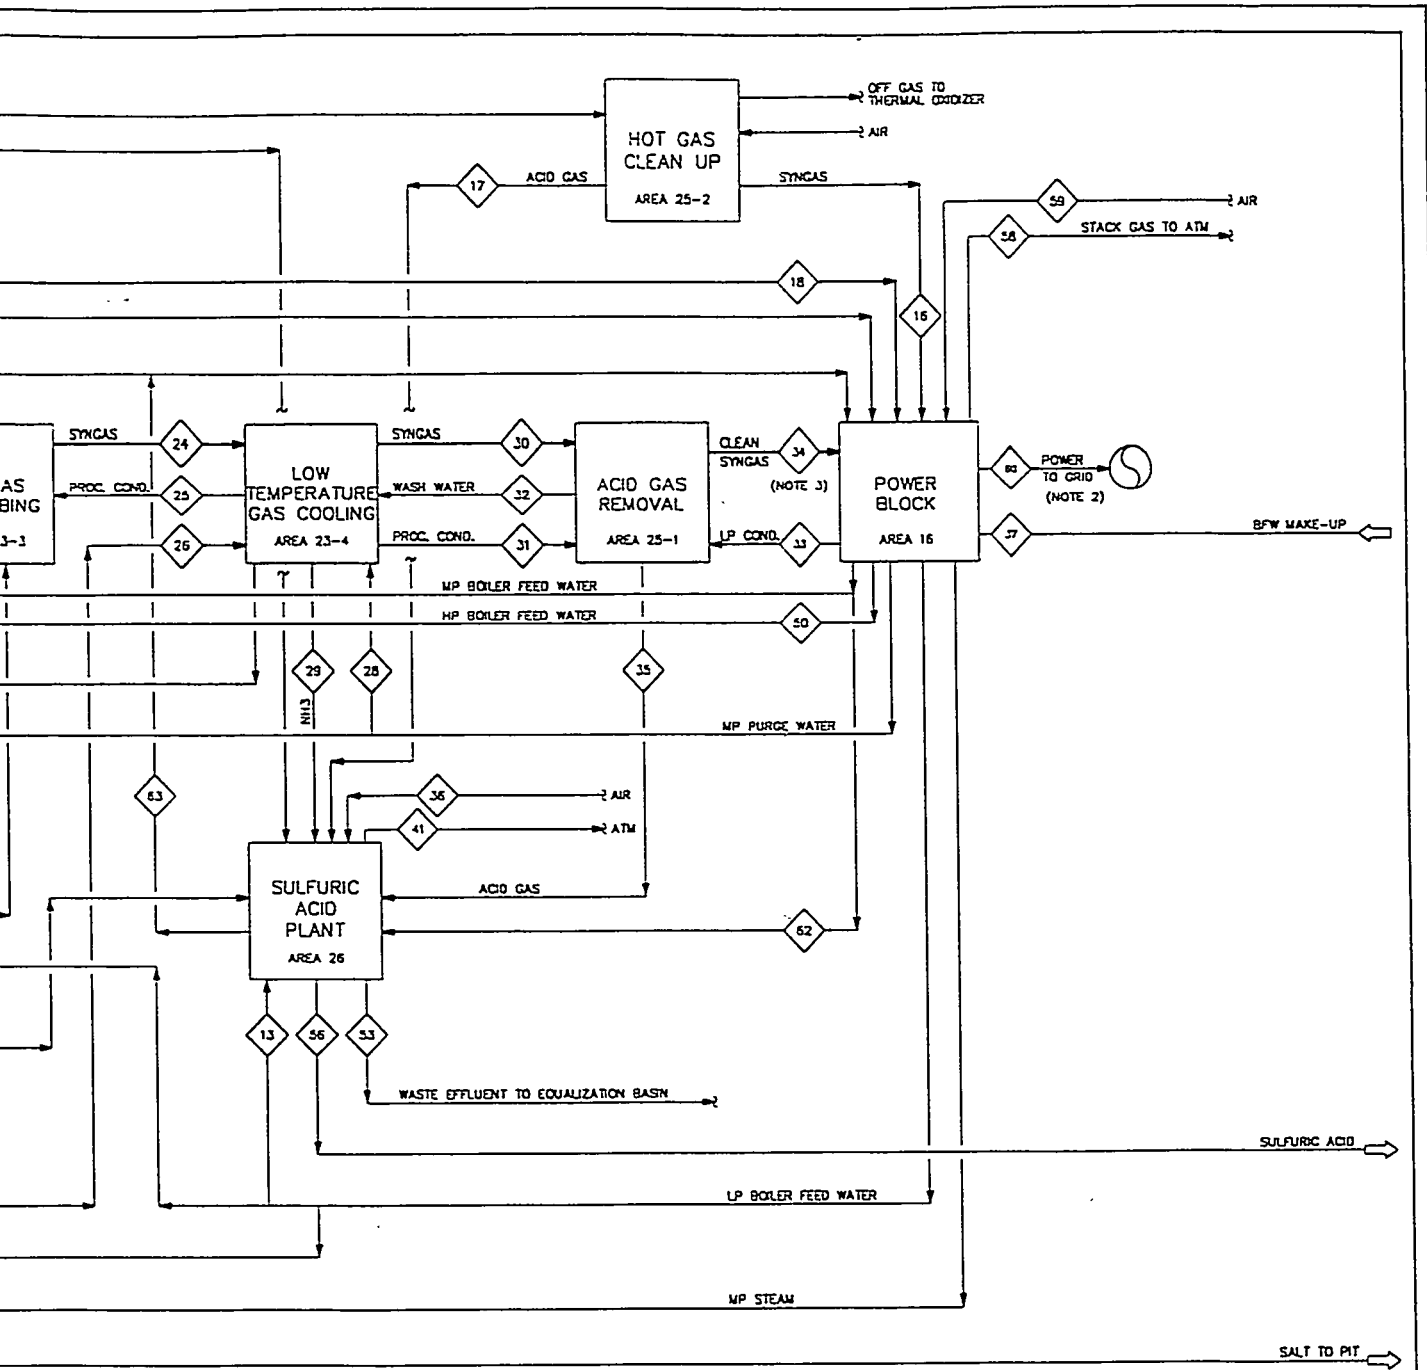 OFF GAS TO
THERMAL OXIDIZER
HOT GAS
CLEAN UP
AREA 25-2
AIR
17
ACID GAS
SYNGAS
59
AIR
58
STACK GAS TO ATM
18
16
SYNGAS
24
SYNGAS
30
CLEAN
SYNGAS
34
(NOTE 3)
AS
BING
3-3
PROC. COND.
25
LOW
TEMPERATURE
GAS COOLING
AREA 23-4
WASH WATER
32
ACID GAS
REMOVAL
AREA 25-1
POWER
BLOCK
AREA 16
60
POWER
TO GRID
(NOTE 2)
26
PROC. COND.
31
LP COND.
33
37
BFW MAKE-UP
MP BOILER FEED WATER
HP BOILER FEED WATER
50
29
28
35
NH3
MP PURGE WATER
63
36
AIR
41
ATM
SULFURIC
ACID
PLANT
AREA 26
ACID GAS
62
13
56
53
WASTE EFFLUENT TO EQUALIZATION BASIN
SULFURIC ACID
LP BOILER FEED WATER
MP STEAM
SALT TO PIT